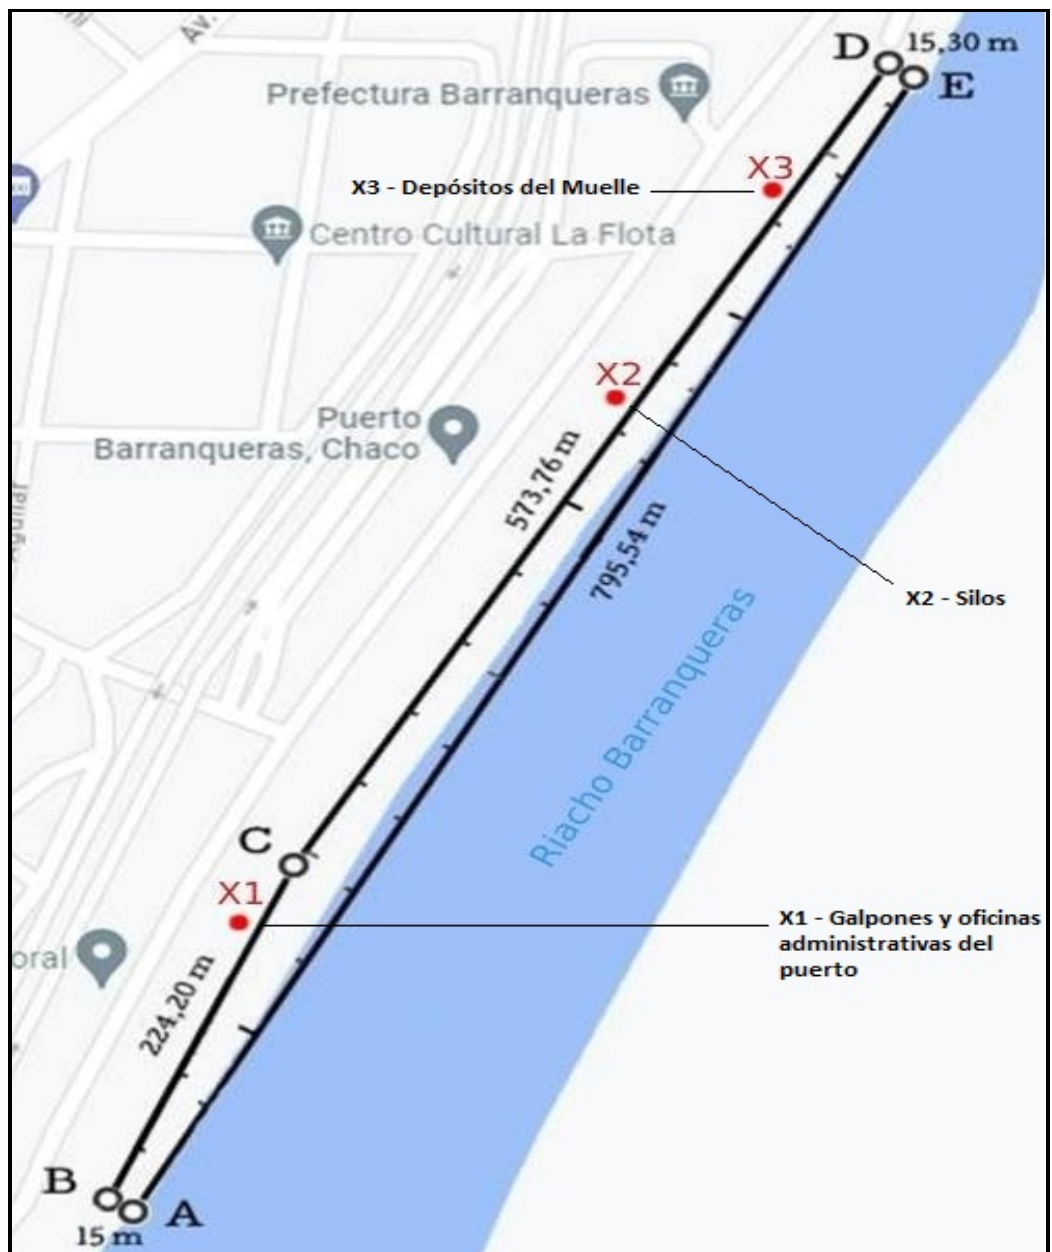 Av.
D
15,30 m
E
Prefectura Barranqueras
X3
X3 - Depósitos del Muelle
Centro Cultural La Flota
X2
Puerto
Barranqueras, Chaco
573,76 m
795,54 m
X2 - Silos
Riacho Barranqueras
C
X1
X1 - Galpones y oficinas
administrativas del
puerto
oral
224,20 m
B
A
15 m